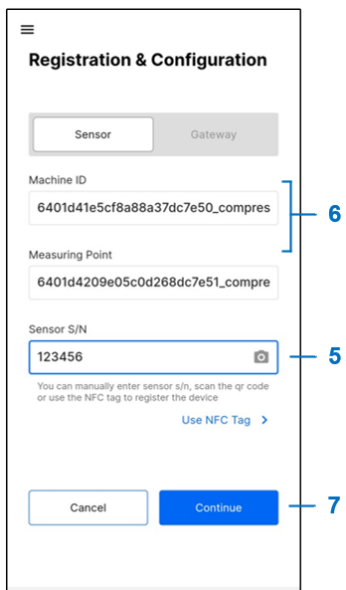 Registration & Configuration
Sensor Gateway
Machine ID
6401d41e5cf8a88a37dc7e50_compres
6
Measuring Point
6401d4209e05c0d268dc7e51_compre
Sensor S/N
123456
5
You can manually enter sensor s/n, scan the qr code
or use the NFC tag to register the device
Use NFC Tag >
Cancel Continue
7